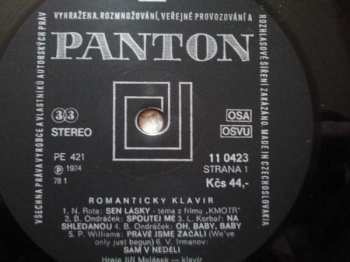 VYHRAŽENA. ROZMNOŽOVÁNÍ, VEŘEJNÉ PROVOZOVÁNÍ A
ROZHLASOVÉ ŠÍŘENÍ ZAKÁZÁNO. MADE IN CZECHOSLOVAKIA
VŠECHNA PRÁVA VÝROBCE A VLASTNÍKŮ AUTORSKÝCH PRÁV
PANTON
33
STEREO
OSA
OSVU
PE 421
Ⓟ 1974
78 1
11 0423
STRANA 1
Kčs 44,-
ROMANTICKÝ KLAVÍR
1. N. Rota: SEN LÁSKY - téma z filmu „KMOTR"
2. B. Ondráček: SPOUTEJ MĚ 3. L. Korbař: NA
SHLEDANOU 4. B. Ondráček: OH, BABY, BABY
5. P. Williams: PRÁVĚ JSME ZAČALI (We've
only just begun) 6. V. Irmanov:
SÁM V NEDĚLI
Hraje Jiří Malásek — klavír